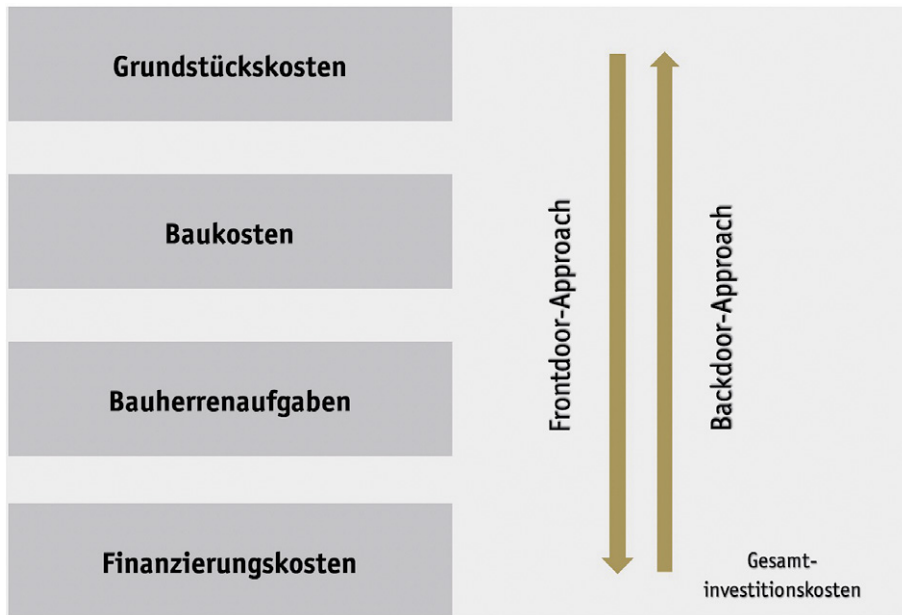 Grundstückskosten
Baukosten
Bauherrenaufgaben
Finanzierungskosten
Frontdoor-Approach
Backdoor-Approach
Gesamt-
investitionskosten